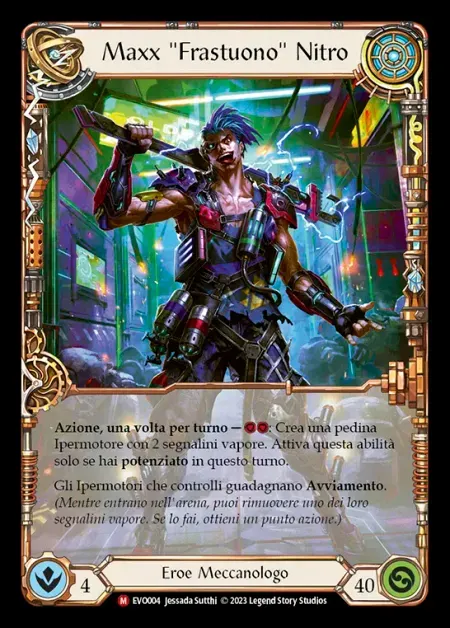 Maxx "Frastuono" Nitro
Azione, una volta per turno — : Crea una pedina
Ipermotore con 2 segnalini vapore. Attiva questa abilità
solo se hai potenziato in questo turno.
Gli Ipermotori che controlli guadagnano Avviamento.
(Mentre entrano nell'arena, puoi rimuovere uno dei loro
segnalini vapore. Se lo fai, ottieni un punto azione.)
4
Eroe Meccanologo
40
M EVO004 Jessada Sutthi © 2023 Legend Story Studios